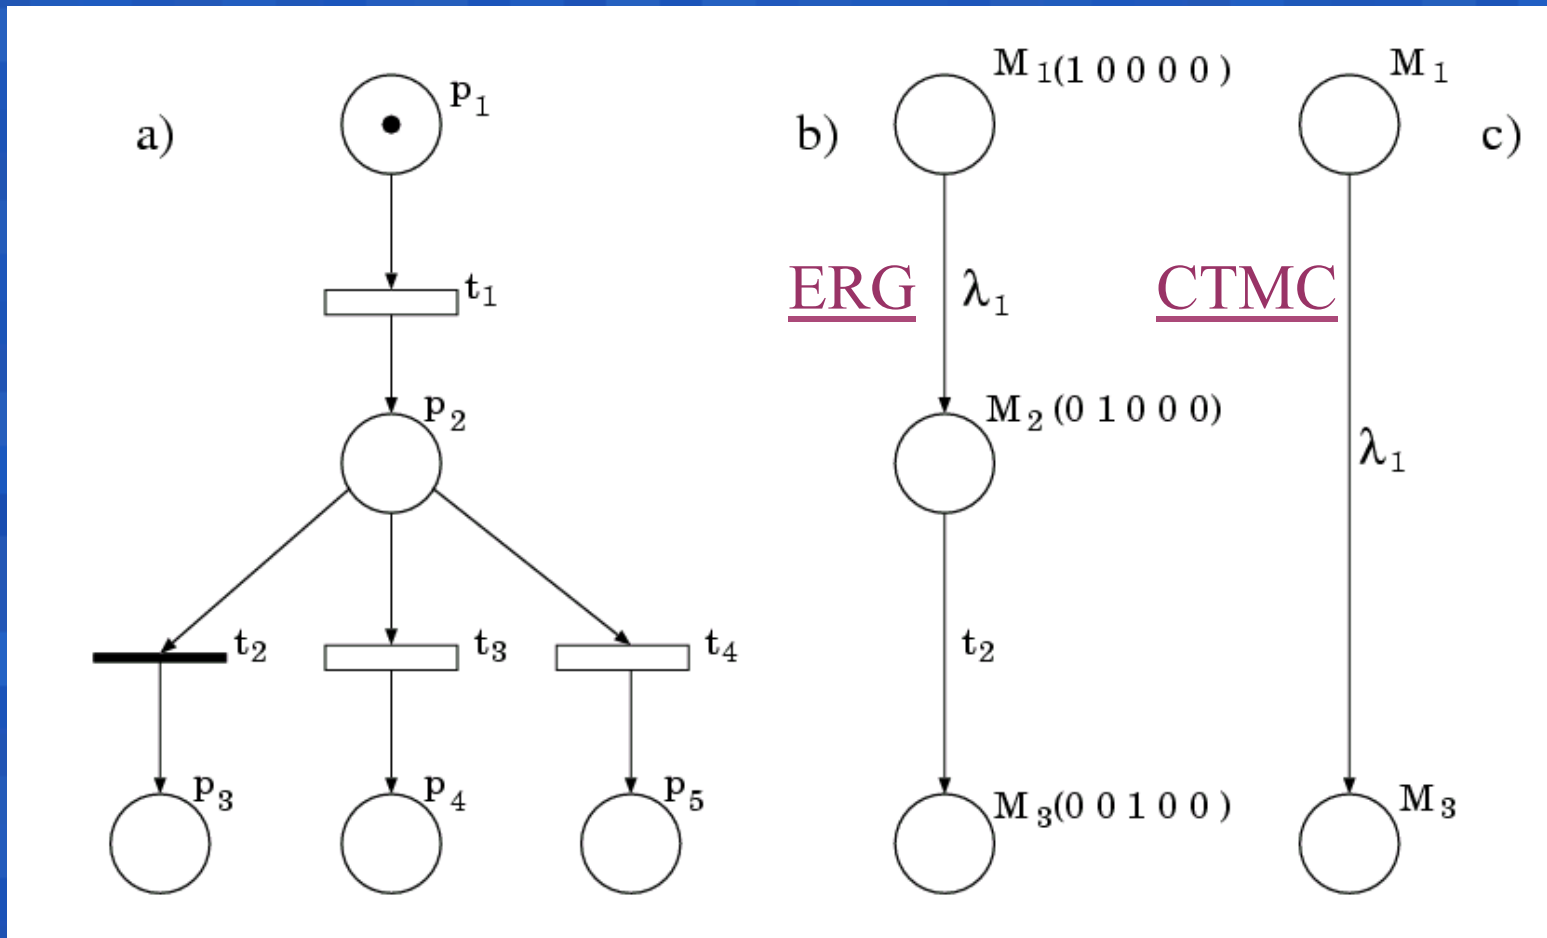 a)
p1
t1
p2
t2
t3
t4
p3
p4
p5
b)
M1(1 0 0 0 0)
ERG
λ1
M2(0 1 0 0 0)
t2
M3(0 0 1 0 0)
c)
M1
CTMC
λ1
M3